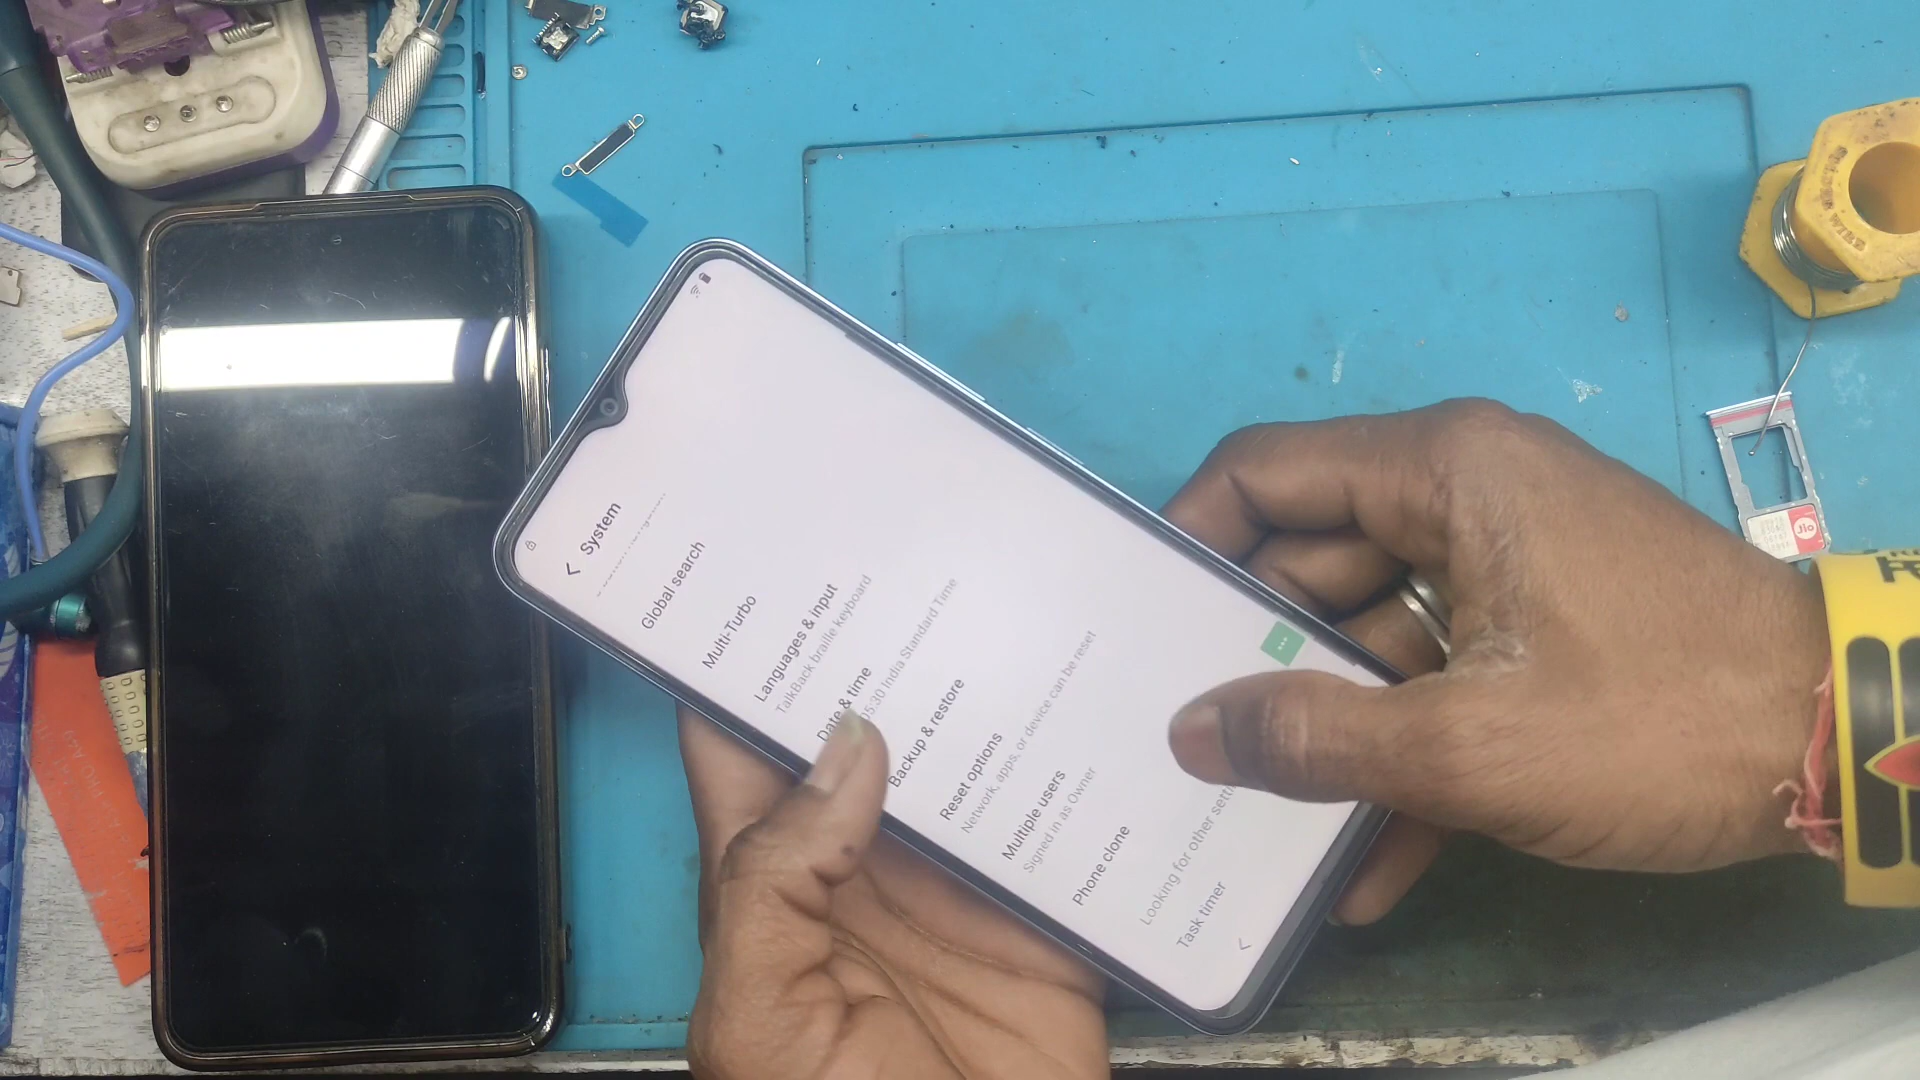 System
Global search
Multi-Turbo
Languages & input
TalkBack braille keyboard
Date & time
05:30 India Standard Time
Backup & restore
Reset options
Network, apps, or device can be reset
Multiple users
Signed in as Owner
Phone clone
Looking for other
Task timer
Jio